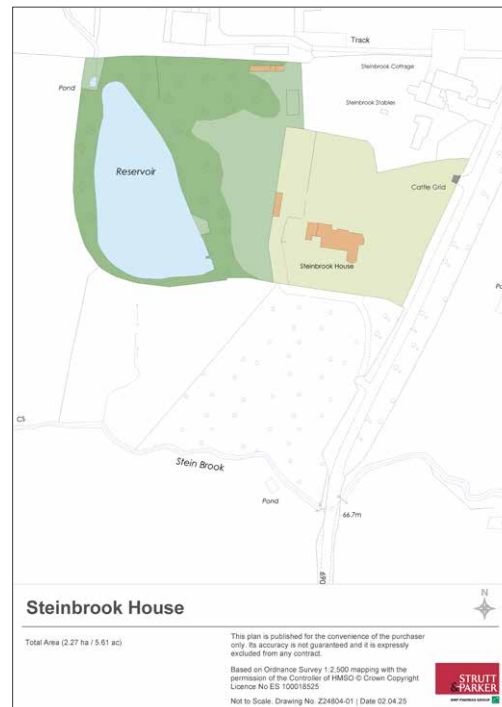 Track
Steinbrook Cottage
Pond
Steinbrook Stables
Reservoir
Cattle Grid
Steinbrook House
CS
Stein Brook
Pond
66.7m
Steinbrook House
N
Total Area (2.27 ha / 5.61 ac)
This plan is published for the convenience of the purchaser
only. Its accuracy is not guaranteed and it is expressly
excluded from any contract.
Based on Ordnance Survey 1:2,500 mapping with the
permission of the Controller of HMSO © Crown Copyright
Licence No ES 100018525
Not to Scale. Drawing No. Z24804-01 | Date 02.04.25
STRUTT
&PARKER
BNP PARIBAS GROUP